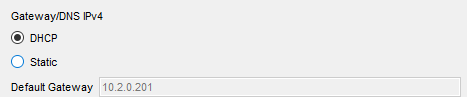 Gateway/DNS IPv4
DHCP
Static
Default Gateway 10.2.0.201